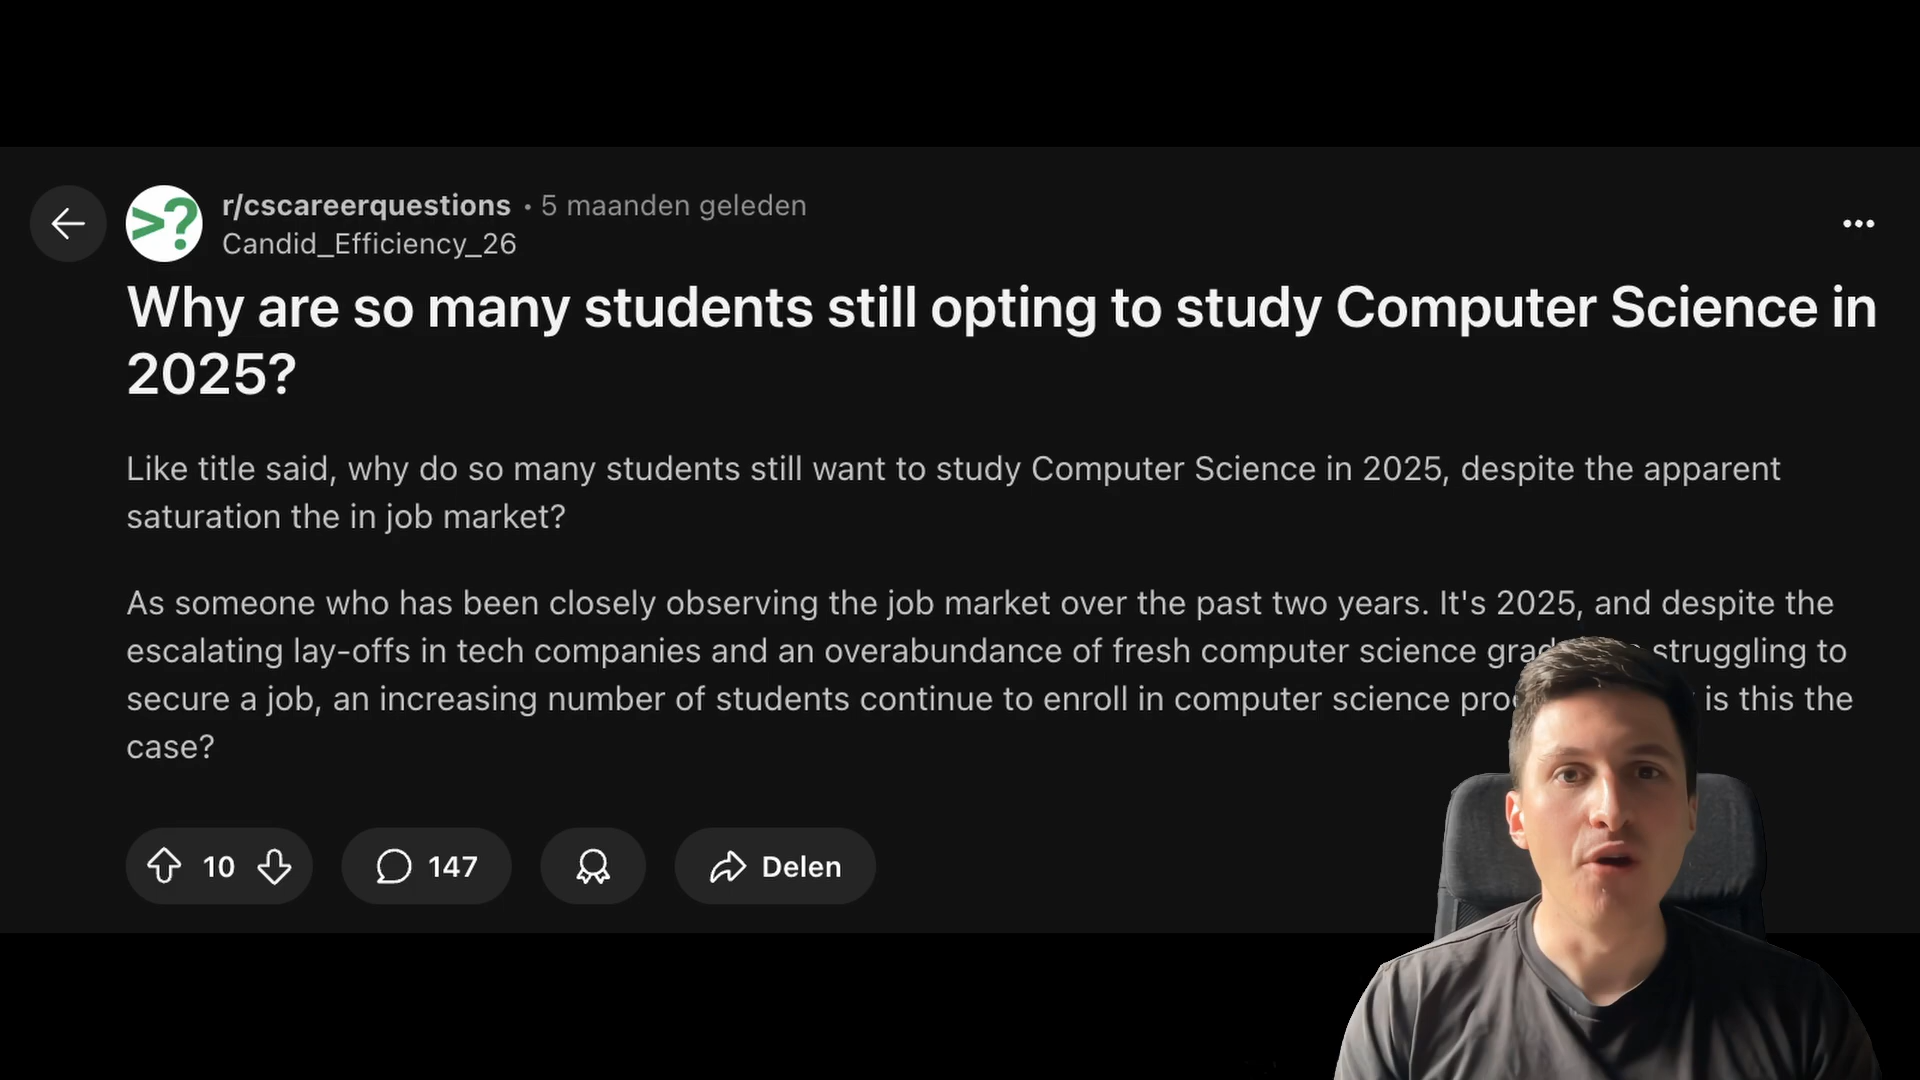 r/cscareerquestions • 5 maanden geleden
Candid_Efficiency_26
Why are so many students still opting to study Computer Science in
2025?
Like title said, why do so many students still want to study Computer Science in 2025, despite the apparent
saturation the in job market?
As someone who has been closely observing the job market over the past two years. It's 2025, and despite the
escalating lay-offs in tech companies and an overabundance of fresh computer science struggling to
secure a job, an increasing number of students continue to enroll in computer science is this the
case?
10
147
Delen